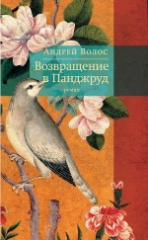 Андрей Волос
Возвращение
в Панджруд
роман